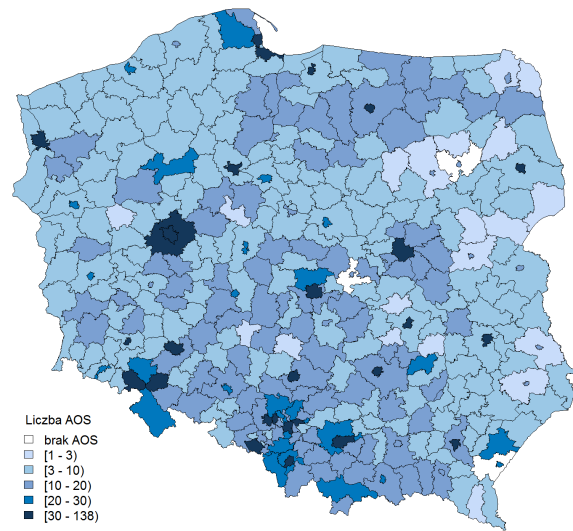 Liczba AOS
brak AOS
[1 - 3)
[3 - 10)
[10 - 20)
[20 - 30)
[30 - 138)